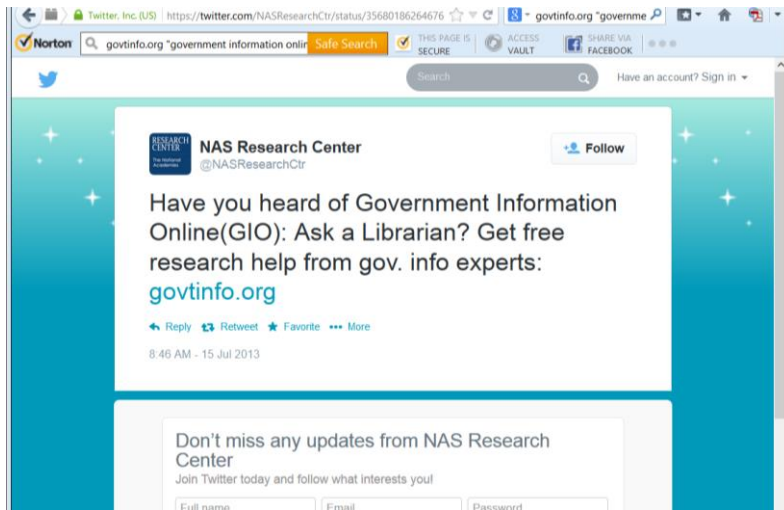 Twitter, Inc. (US) https://twitter.com/NASResearchCtr/status/35680186264676 govtinfo.org "governme
Norton govtinfo.org "government information onlin Safe Search THIS PAGE IS SECURE ACCESS VAULT SHARE VIA FACEBOOK
Search Have an account? Sign in
RESEARCH CENTER The National Academies
NAS Research Center
@NASResearchCtr
Follow
Have you heard of Government Information
Online(GIO): Ask a Librarian? Get free
research help from gov. info experts:
govtinfo.org
Reply Retweet Favorite More
8:46 AM - 15 Jul 2013
Don't miss any updates from NAS Research
Center
Join Twitter today and follow what interests you!
Full name Email Password